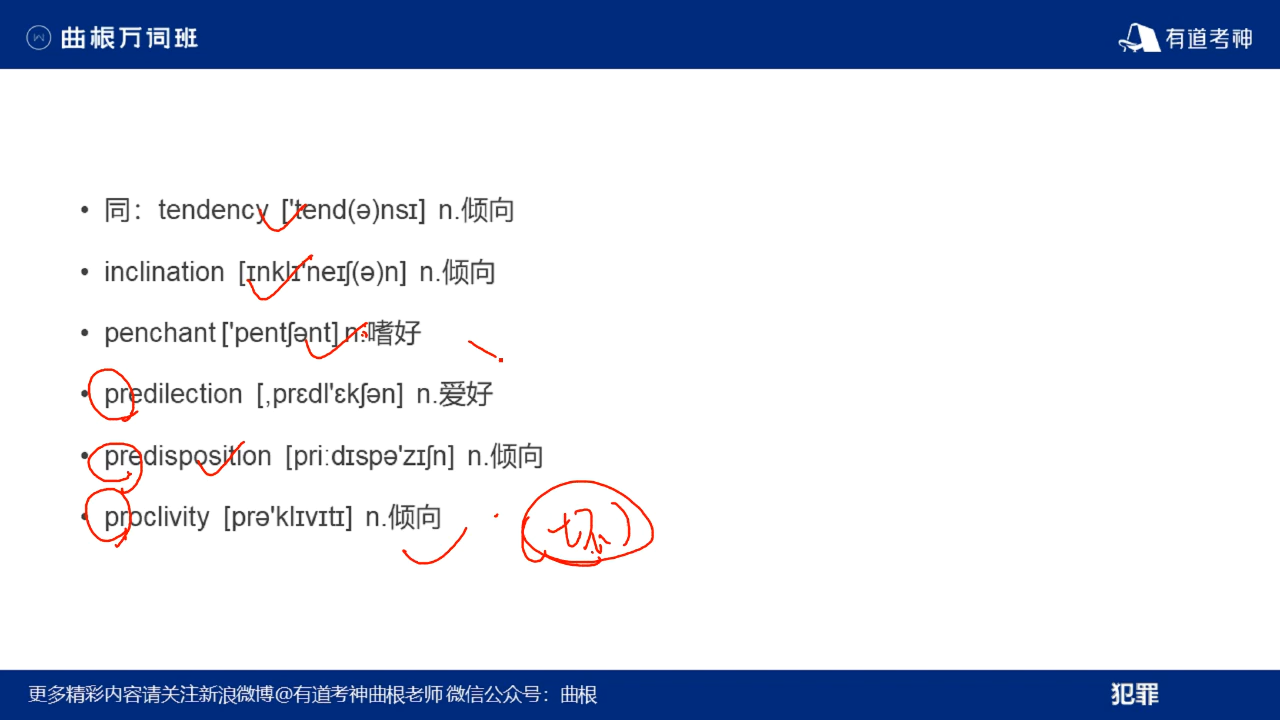 曲根万词班
有道考神
• 同：tendency ['tend(ə)nsɪ] n.倾向
• inclination [ɪnklɪ'neɪʃ(ə)n] n.倾向
• penchant ['pentʃənt] n.嗜好
• predilection [ˌprɛdl'ɛkʃən] n.爱好
• predisposition [priːdɪspə'zɪʃn] n.倾向
• proclivity [prə'klɪvɪtɪ] n.倾向
(坏)
更多精彩内容请关注新浪微博@有道考神曲根老师 微信公众号：曲根
犯罪